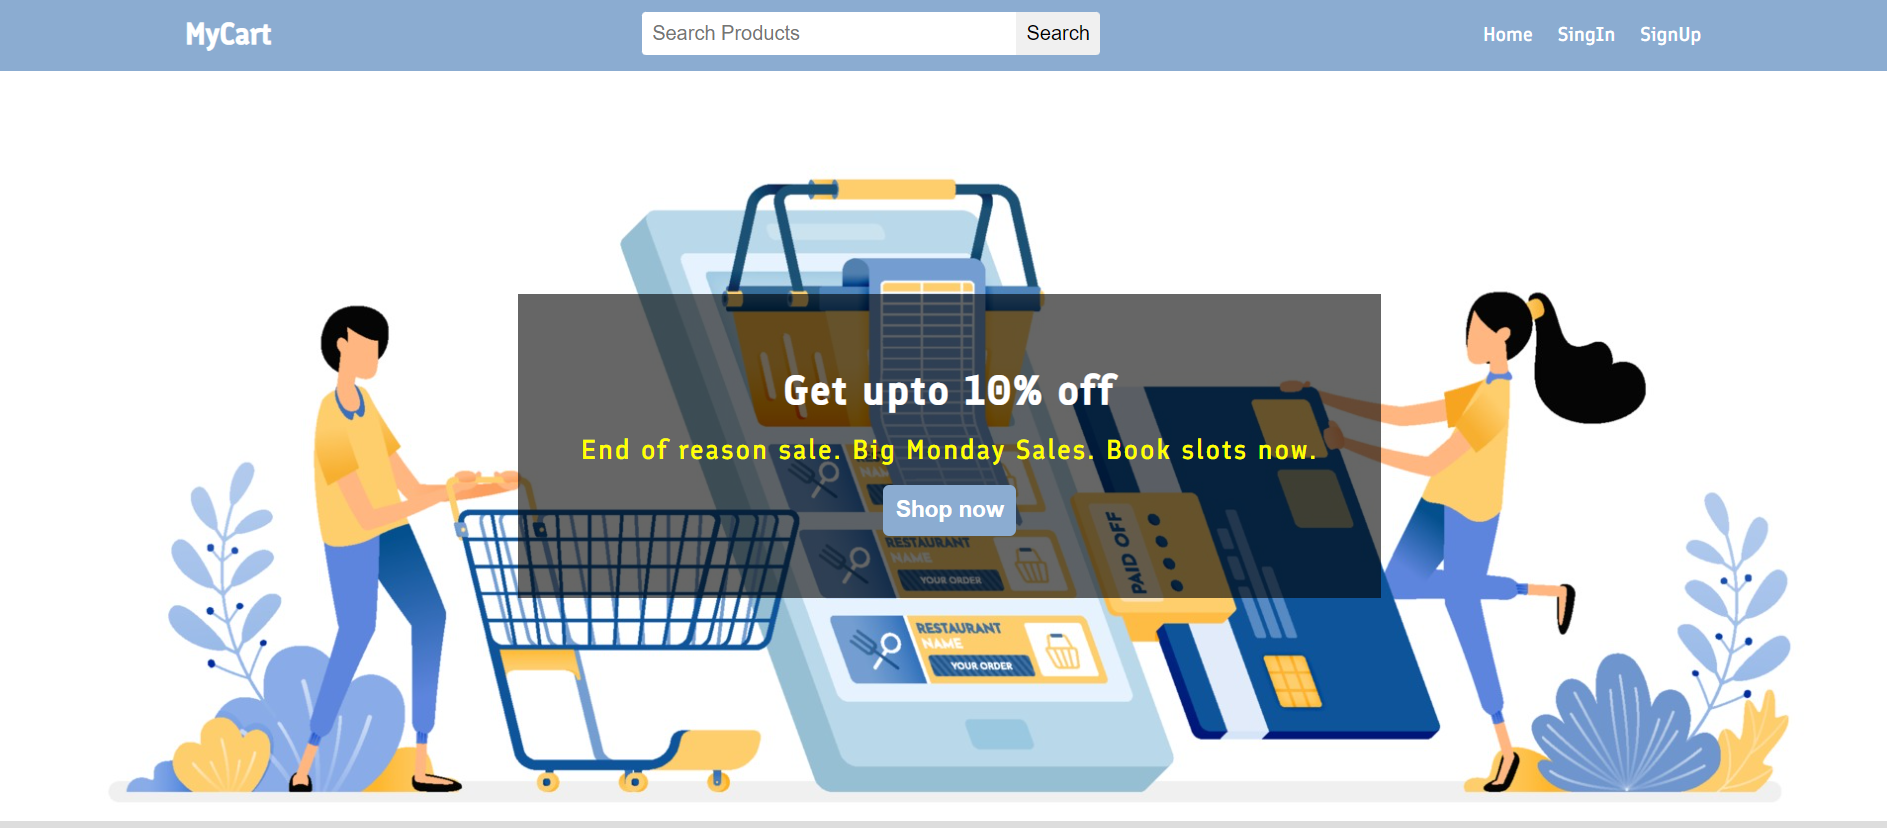 MyCart
Search Products
Search
Home SingIn SignUp
Get upto 10% off
End of reason sale. Big Monday Sales. Book slots now.
Shop now
RESTAURANT
NAME
YOUR ORDER
PAID OFF
RESTAURANT
NAME
YOUR ORDER